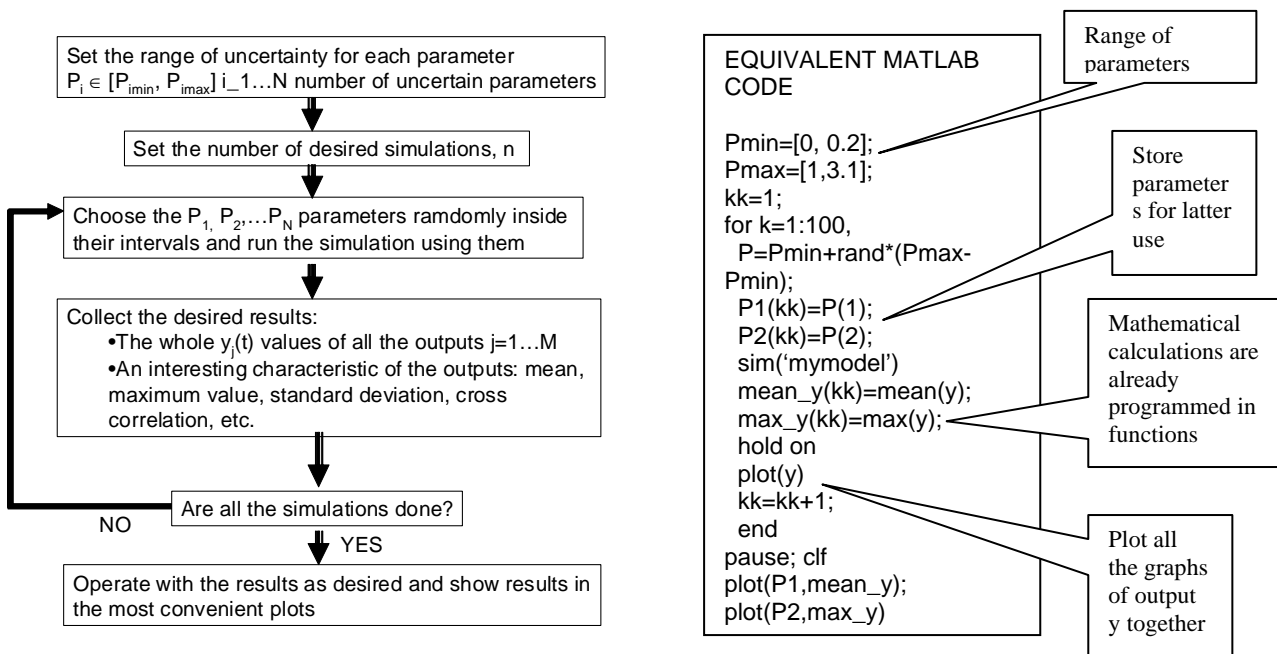 Set the range of uncertainty for each parameter
P_i ∈ [P_imin, P_imax] i_1...N number of uncertain parameters
Set the number of desired simulations, n
Choose the P_1, P_2,...P_N parameters ramdomly inside
their intervals and run the simulation using them
Collect the desired results:
•The whole y_j(t) values of all the outputs j=1...M
•An interesting characteristic of the outputs: mean,
maximum value, standard deviation, cross
correlation, etc.
Are all the simulations done?
NO
YES
Operate with the results as desired and show results in
the most convenient plots
EQUIVALENT MATLAB
CODE
Pmin=[0, 0.2];
Pmax=[1,3.1];
kk=1;
for k=1:100,
P=Pmin+rand*(Pmax-
Pmin);
P1(kk)=P(1);
P2(kk)=P(2);
sim(‘mymodel’)
mean_y(kk)=mean(y);
max_y(kk)=max(y);
hold on
plot(y)
kk=kk+1;
end
pause; clf
plot(P1,mean_y);
plot(P2,max_y)
Range of
parameters
Store
parameter
s for latter
use
Mathematical
calculations are
already
programmed in
functions
Plot all
the graphs
of output
y together